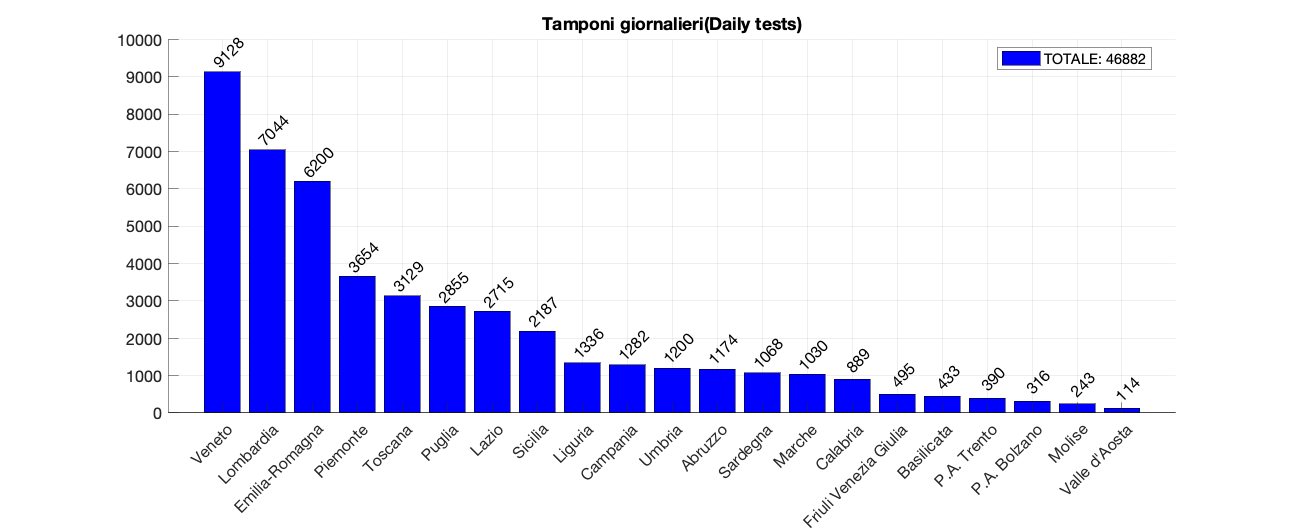 Tamponi giornalieri(Daily tests)
TOTALE: 46882
10000
9000
8000
7000
6000
5000
4000
3000
2000
1000
0
9128
7044
6200
3654
3129
2855
2715
2187
1336
1282
1200
1174
1068
1030
889
495
433
390
316
243
114
Veneto
Lombardia
Emilia-Romagna
Piemonte
Toscana
Puglia
Lazio
Sicilia
Liguria
Campania
Umbria
Abruzzo
Sardegna
Marche
Calabria
Friuli Venezia Giulia
Basilicata
P.A. Trento
P.A. Bolzano
Molise
Valle d'Aosta